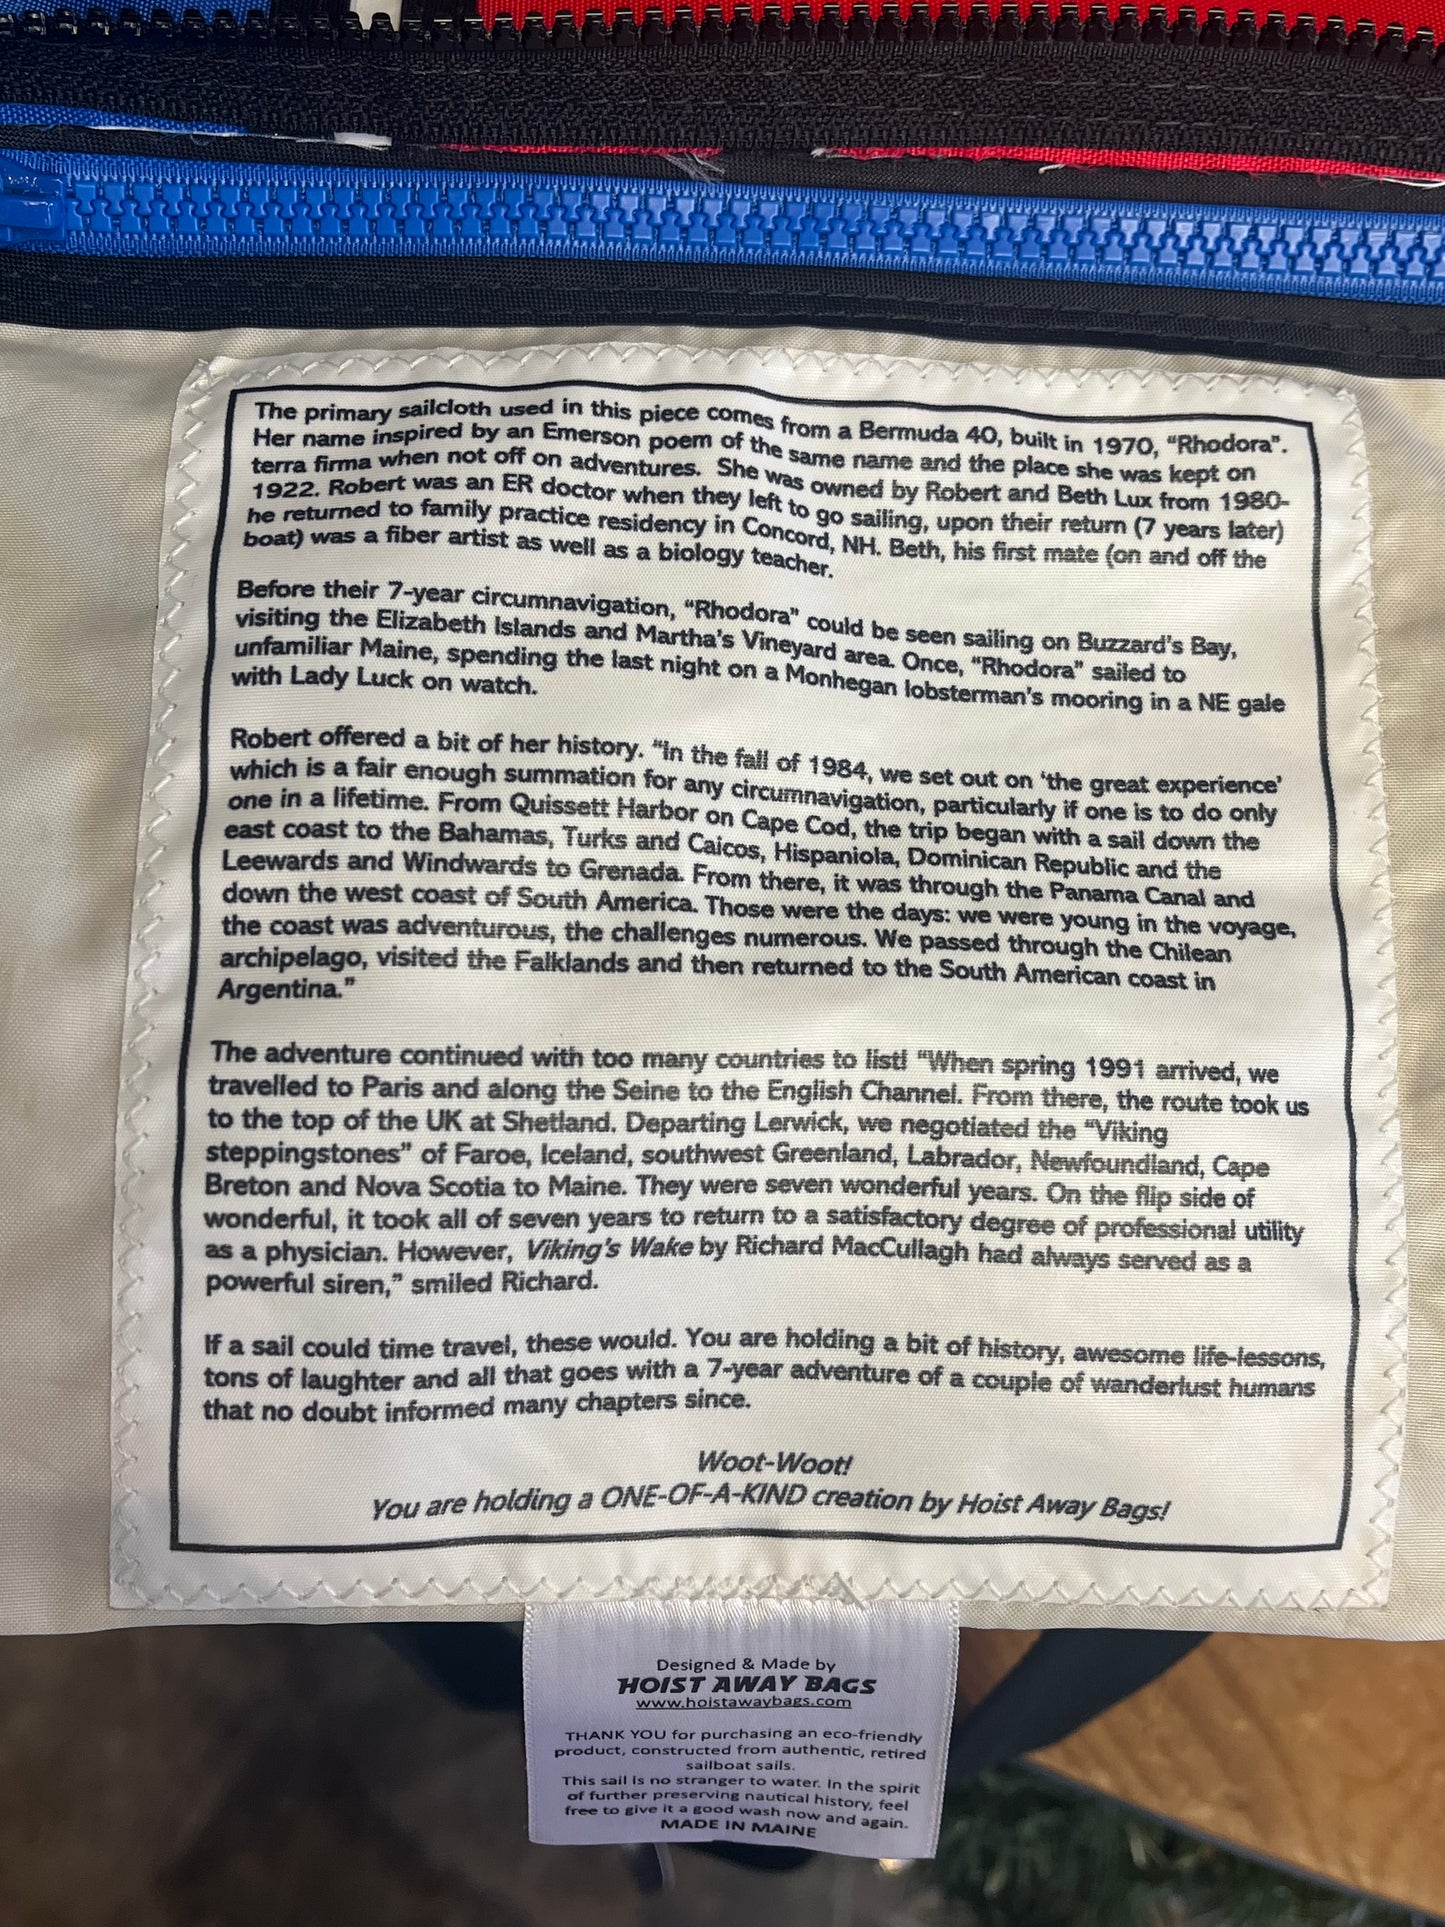 The primary sailcloth used in this piece comes from a Bermuda 40, built in 1970, “Rhodora”.
Her name inspired by an Emerson poem of the same name and the place she was kept on
terra firma when not off on adventures. She was owned by Robert and Beth Lux from 1980-
1922. Robert was an ER doctor when they left to go sailing, upon their return (7 years later)
he returned to family practice residency in Concord, NH. Beth, his first mate (on and off the
boat) was a fiber artist as well as a biology teacher.
Before their 7-year circumnavigation, “Rhodora” could be seen sailing on Buzzard’s Bay,
visiting the Elizabeth Islands and Martha’s Vineyard area. Once, “Rhodora” sailed to
unfamiliar Maine, spending the last night on a Monhegan lobsterman’s mooring in a NE gale
with Lady Luck on watch.
Robert offered a bit of her history. “In the fall of 1984, we set out on ‘the great experience’
which is a fair enough summation for any circumnavigation, particularly if one is to do only
one in a lifetime. From Quissett Harbor on Cape Cod, the trip began with a sail down the
east coast to the Bahamas, Turks and Caicos, Hispaniola, Dominican Republic and the
Leewards and Windwards to Grenada. From there, it was through the Panama Canal and
down the west coast of South America. Those were the days: we were young in the voyage,
the coast was adventurous, the challenges numerous. We passed through the Chilean
archipelago, visited the Falklands and then returned to the South American coast in
Argentina.”
The adventure continued with too many countries to list! “When spring 1991 arrived, we
travelled to Paris and along the Seine to the English Channel. From there, the route took us
to the top of the UK at Shetland. Departing Lerwick, we negotiated the “Viking
steppingstones” of Faroe, Iceland, southwest Greenland, Labrador, Newfoundland, Cape
Breton and Nova Scotia to Maine. They were seven wonderful years. On the flip side of
wonderful, it took all of seven years to return to a satisfactory degree of professional utility
as a physician. However, Viking’s Wake by Richard MacCullagh had always served as a
powerful siren,” smiled Richard.
If a sail could time travel, these would. You are holding a bit of history, awesome life-lessons,
tons of laughter and all that goes with a 7-year adventure of a couple of wanderlust humans
that no doubt informed many chapters since.
Woot-Woot!
You are holding a ONE-OF-A-KIND creation by Hoist Away Bags!
Designed & Made by
HOIST AWAY BAGS
www.hoistawaybags.com
THANK YOU for purchasing an eco-friendly
product, constructed from authentic, retired
sailboat sails.
This sail is no stranger to water. In the spirit
of further preserving nautical history, feel
free to give it a good wash now and again.
MADE IN MAINE